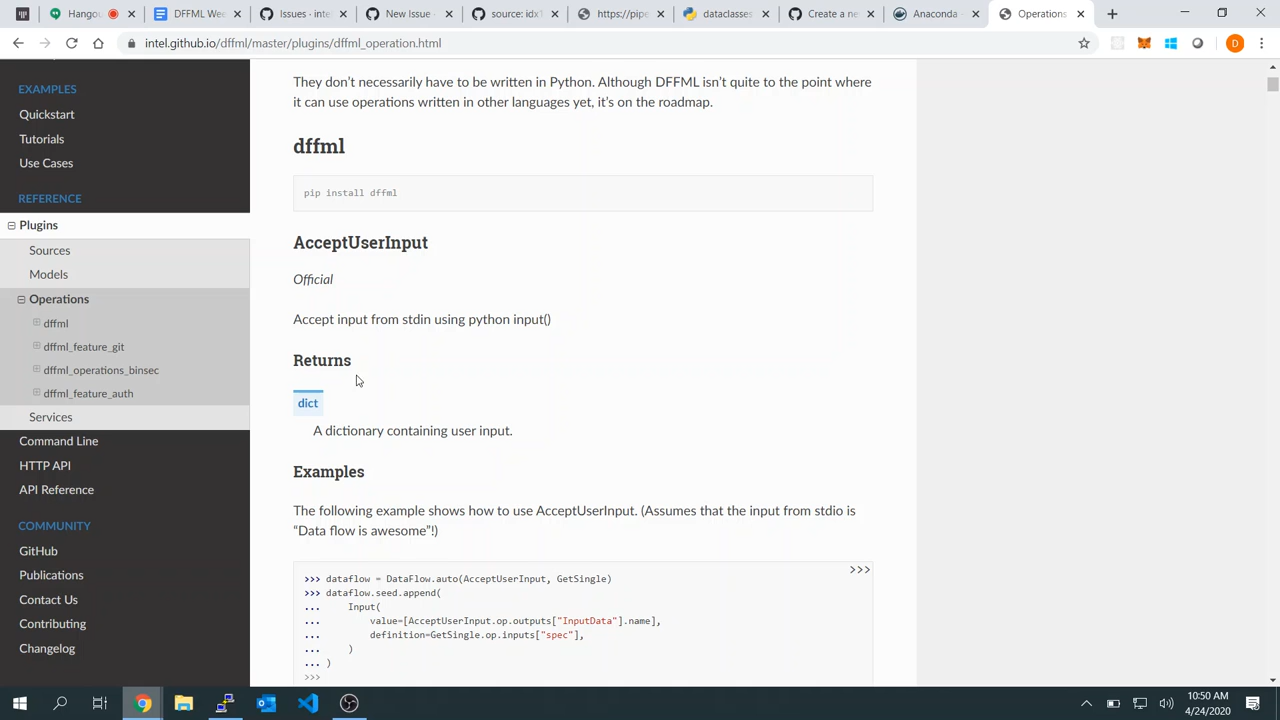 Hangou
DFFML Wee
Issues · inte
New Issue ·
source: idx1
https://pipe
dataclasses
Create a ne
Anaconda
Operations
intel.github.io/dffml/master/plugins/dffml_operation.html
D
EXAMPLES
Quickstart
Tutorials
Use Cases
REFERENCE
Plugins
Sources
Models
Operations
dffml
dffml_feature_git
dffml_operations_binsec
dffml_feature_auth
Services
Command Line
HTTP API
API Reference
COMMUNITY
GitHub
Publications
Contact Us
Contributing
Changelog
They don’t necessarily have to be written in Python. Although DFFML isn’t quite to the point where
it can use operations written in other languages yet, it’s on the roadmap.
dffml
pip install dffml
AcceptUserInput
Official
Accept input from stdin using python input()
Returns
dict
A dictionary containing user input.
Examples
The following example shows how to use AcceptUserInput. (Assumes that the input from stdio is
“Data flow is awesome”!)
>>>
>>> dataflow = DataFlow.auto(AcceptUserInput, GetSingle)
>>> dataflow.seed.append(
...     Input(
...         value=[AcceptUserInput.op.outputs["InputData"].name],
...         definition=GetSingle.op.inputs["spec"],
...     )
... )
>>>
10:50 AM
4/24/2020